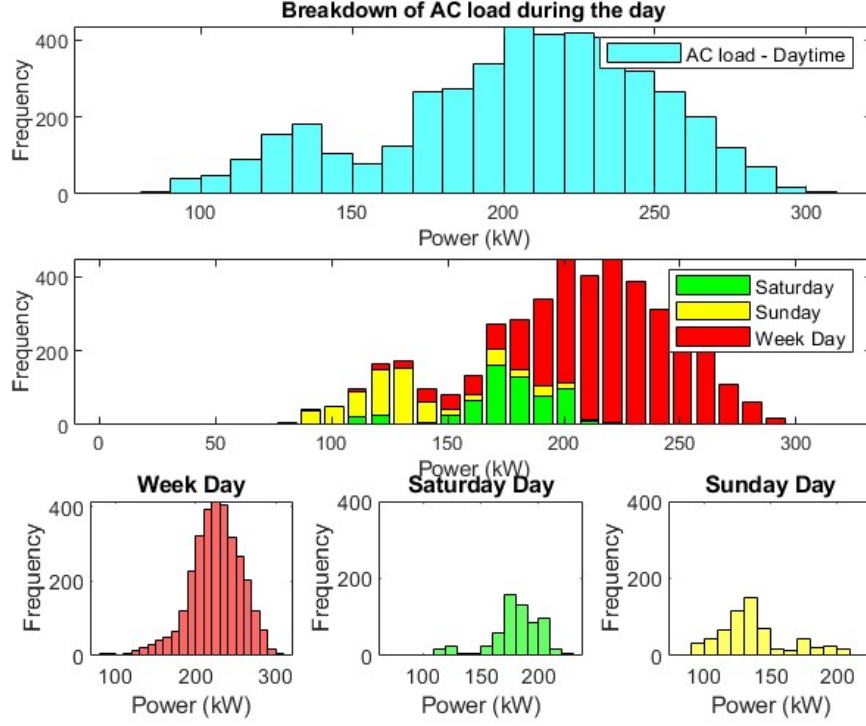 Breakdown of AC load during the day
Frequency
400
200
0
AC load - Daytime
100 150 200 250 300
Power (kW)
Frequency
400
200
0
Saturday
Sunday
Week Day
0 50 100 150 200 250 300
Power (kW)
Week Day
Frequency
400
200
0
100 200 300
Power (kW)
Saturday Day
Frequency
400
200
0
100 150 200
Power (kW)
Sunday Day
Frequency
400
200
0
100 150 200
Power (kW)